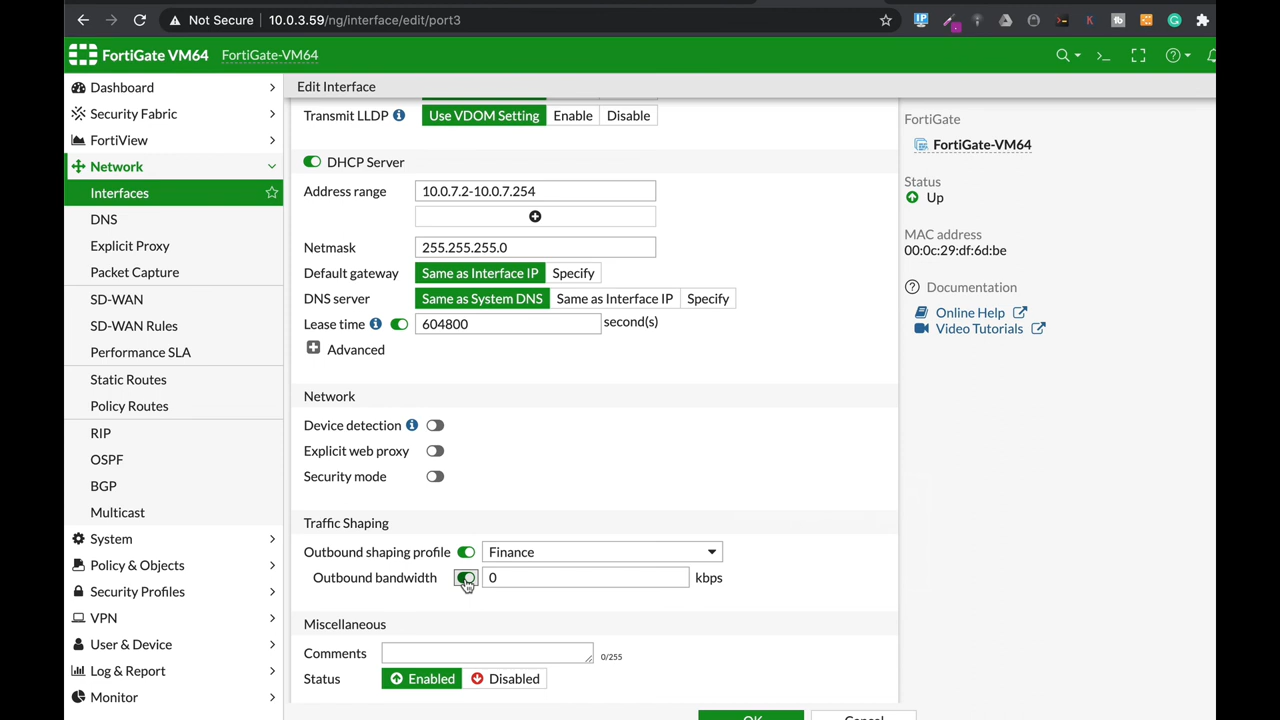 Not Secure
10.0.3.59/ng/interface/edit/port3
FortiGate VM64
FortiGate-VM64
Dashboard
Security Fabric
FortiView
Network
Interfaces
DNS
Explicit Proxy
Packet Capture
SD-WAN
SD-WAN Rules
Performance SLA
Static Routes
Policy Routes
RIP
OSPF
BGP
Multicast
System
Policy & Objects
Security Profiles
VPN
User & Device
Log & Report
Monitor
Edit Interface
Transmit LLDP Use VDOM Setting Enable Disable
DHCP Server
Address range 10.0.7.2-10.0.7.254
Netmask 255.255.255.0
Default gateway Same as Interface IP Specify
DNS server Same as System DNS Same as Interface IP Specify
Lease time 604800 second(s)
Advanced
Network
Device detection
Explicit web proxy
Security mode
Traffic Shaping
Outbound shaping profile Finance
Outbound bandwidth 0 kbps
Miscellaneous
Comments 0/255
Status Enabled Disabled
OK Cancel
FortiGate
FortiGate-VM64
Status
Up
MAC address
00:0c:29:df:6d:be
Documentation
Online Help
Video Tutorials